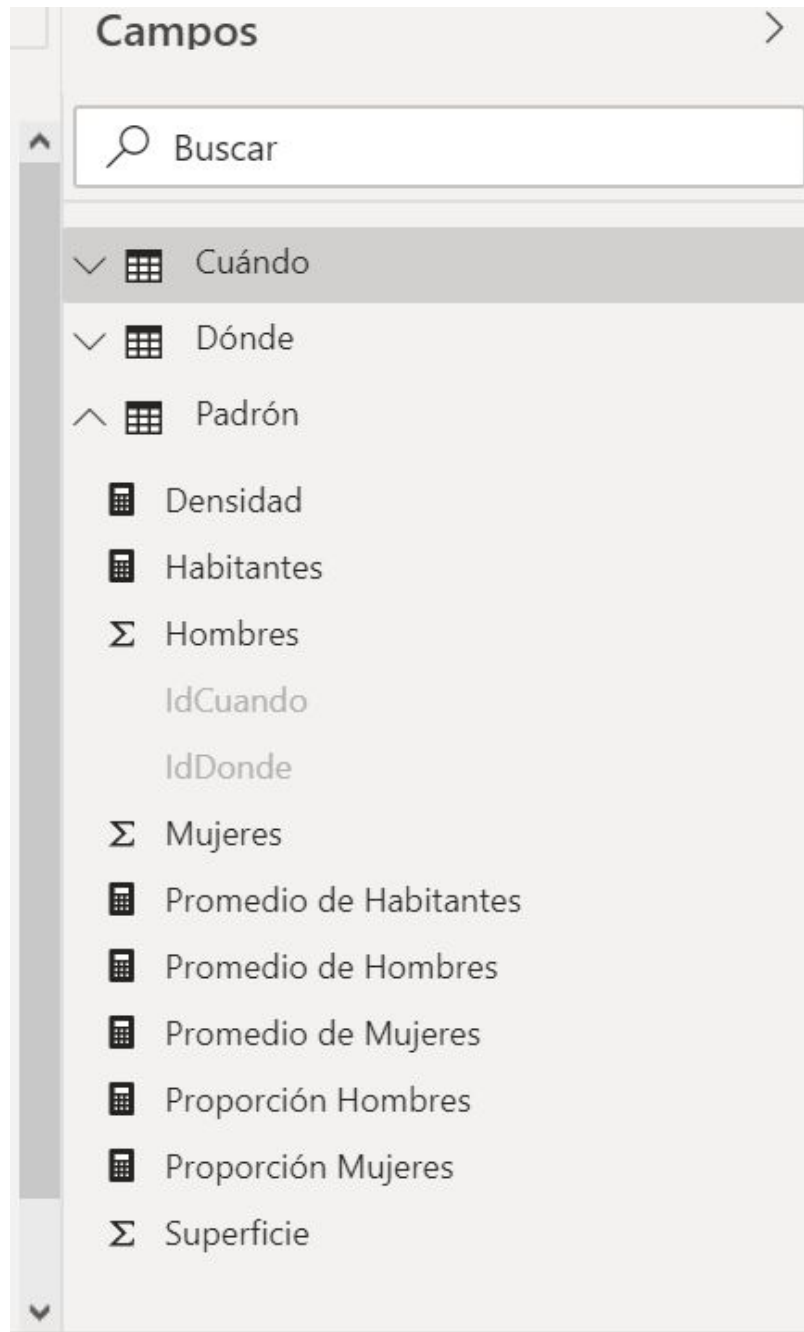 Campos
Buscar
Cuándo
Dónde
Padrón
Densidad
Habitantes
Σ Hombres
IdCuando
IdDonde
Σ Mujeres
Promedio de Habitantes
Promedio de Hombres
Promedio de Mujeres
Proporción Hombres
Proporción Mujeres
Σ Superficie